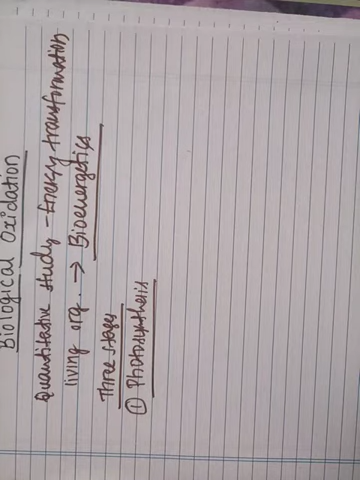 Biological Oxidation
Quantitative study - Energy transformation
living org. → Bioenergetics
Three stages
① Photosynthesis